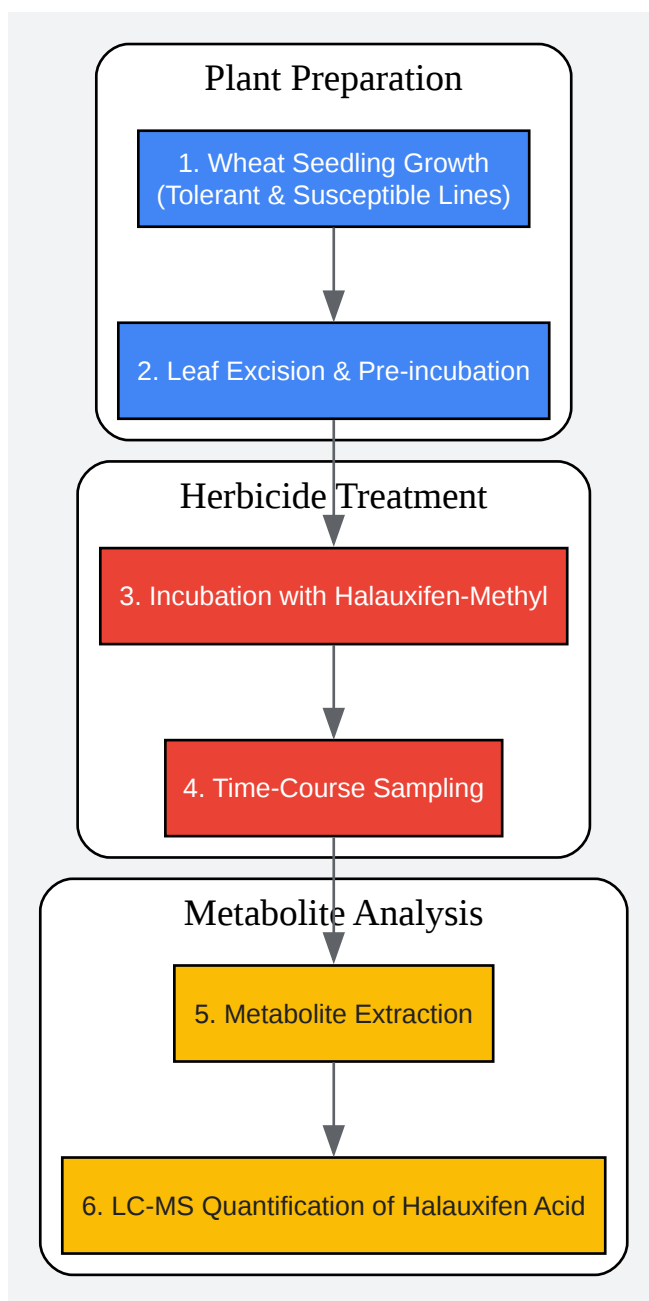 Plant Preparation
1. Wheat Seedling Growth
(Tolerant & Susceptible Lines)
2. Leaf Excision & Pre-incubation
Herbicide Treatment
3. Incubation with Halauxifen-Methyl
4. Time-Course Sampling
Metabolite Analysis
5. Metabolite Extraction
6. LC-MS Quantification of Halauxifen Acid